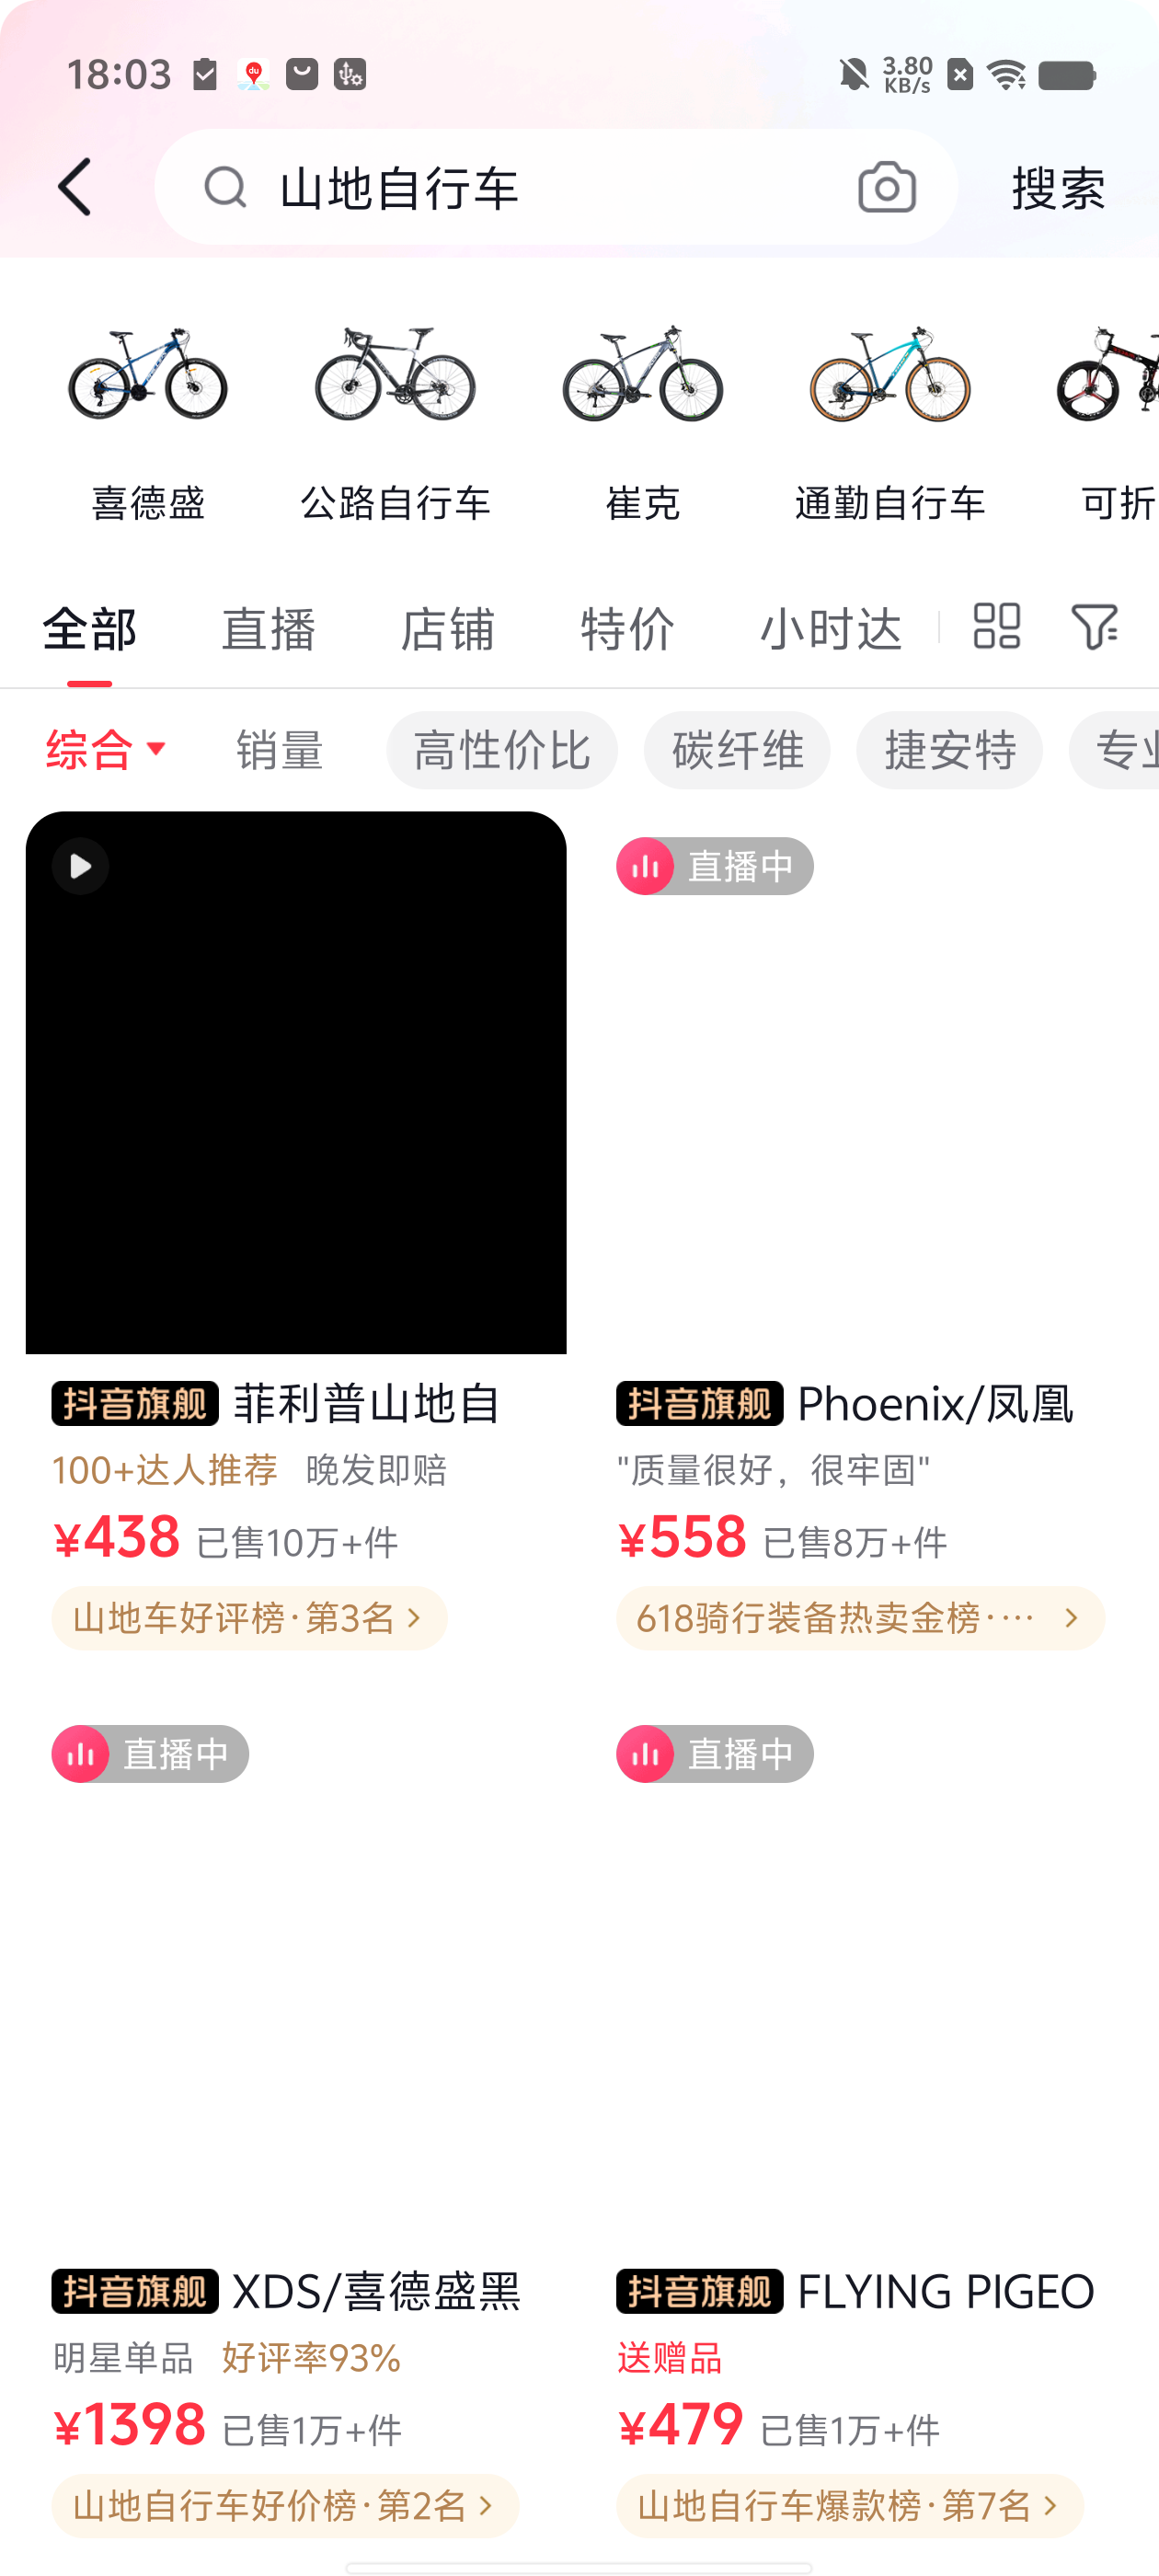 18:03
3.80
KB/s
山地自行车
搜索
喜德盛
公路自行车
崔克
通勤自行车
可折
全部
直播
店铺
特价
小时达
综合
销量
高性价比
碳纤维
捷安特
专业
直播中
抖音旗舰 菲利普山地自
100+达人推荐 晚发即赔
¥438 已售10万+件
山地车好评榜·第3名
抖音旗舰 Phoenix/凤凰
"质量很好，很牢固"
¥558 已售8万+件
618骑行装备热卖金榜·…
直播中
直播中
抖音旗舰 XDS/喜德盛黑
明星单品 好评率93%
¥1398 已售1万+件
山地自行车好价榜·第2名
抖音旗舰 FLYING PIGEO
送赠品
¥479 已售1万+件
山地自行车爆款榜·第7名